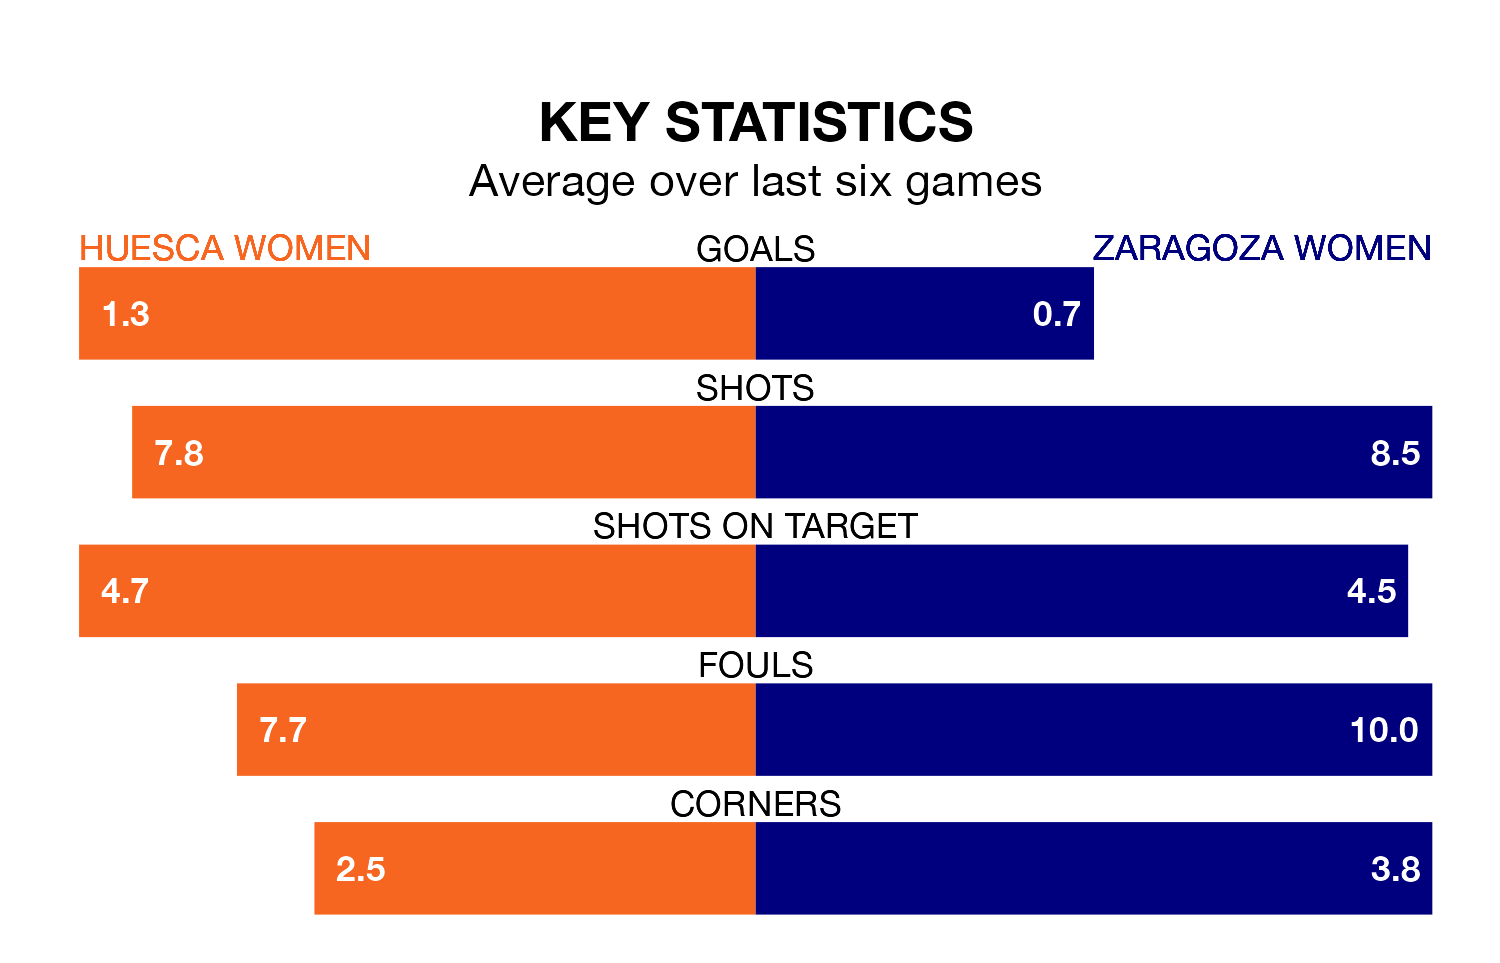 KEY STATISTICS
Average over last six games
HUESCA WOMEN GOALS ZARAGOZA WOMEN
1.3 0.7
SHOTS
7.8 8.5
SHOTS ON TARGET
4.7 4.5
FOULS
7.7 10.0
CORNERS
2.5 3.8